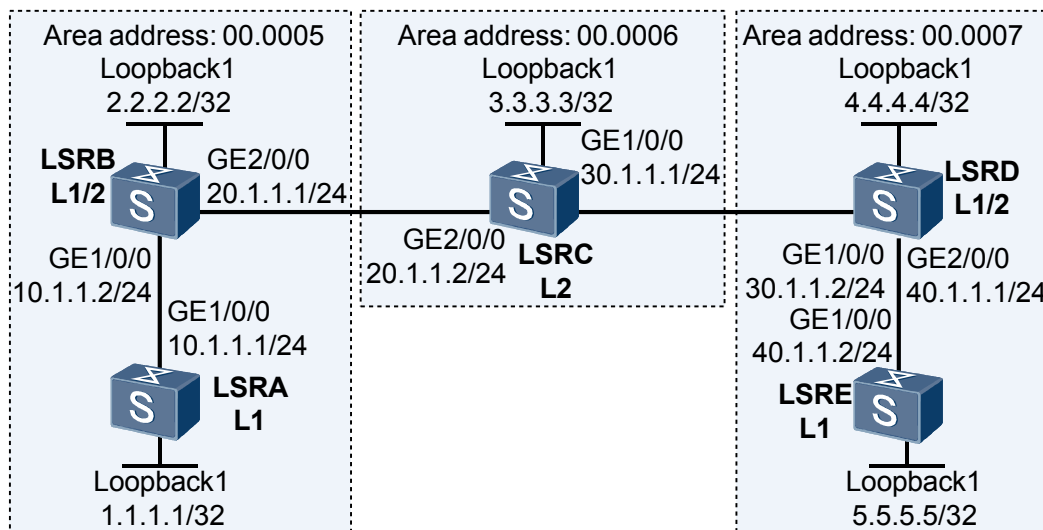 Area address: 00.0005
Loopback1
2.2.2.2/32
LSRB
L1/2
GE2/0/0
20.1.1.1/24
GE1/0/0
10.1.1.2/24
GE1/0/0
10.1.1.1/24
LSRA
L1
Loopback1
1.1.1.1/32
Area address: 00.0006
Loopback1
3.3.3.3/32
GE1/0/0
30.1.1.1/24
GE2/0/0
20.1.1.2/24
LSRC
L2
Area address: 00.0007
Loopback1
4.4.4.4/32
LSRD
L1/2
GE1/0/0
30.1.1.2/24
GE2/0/0
40.1.1.1/24
GE1/0/0
40.1.1.2/24
LSRE
L1
Loopback1
5.5.5.5/32
S
S
S
S
S